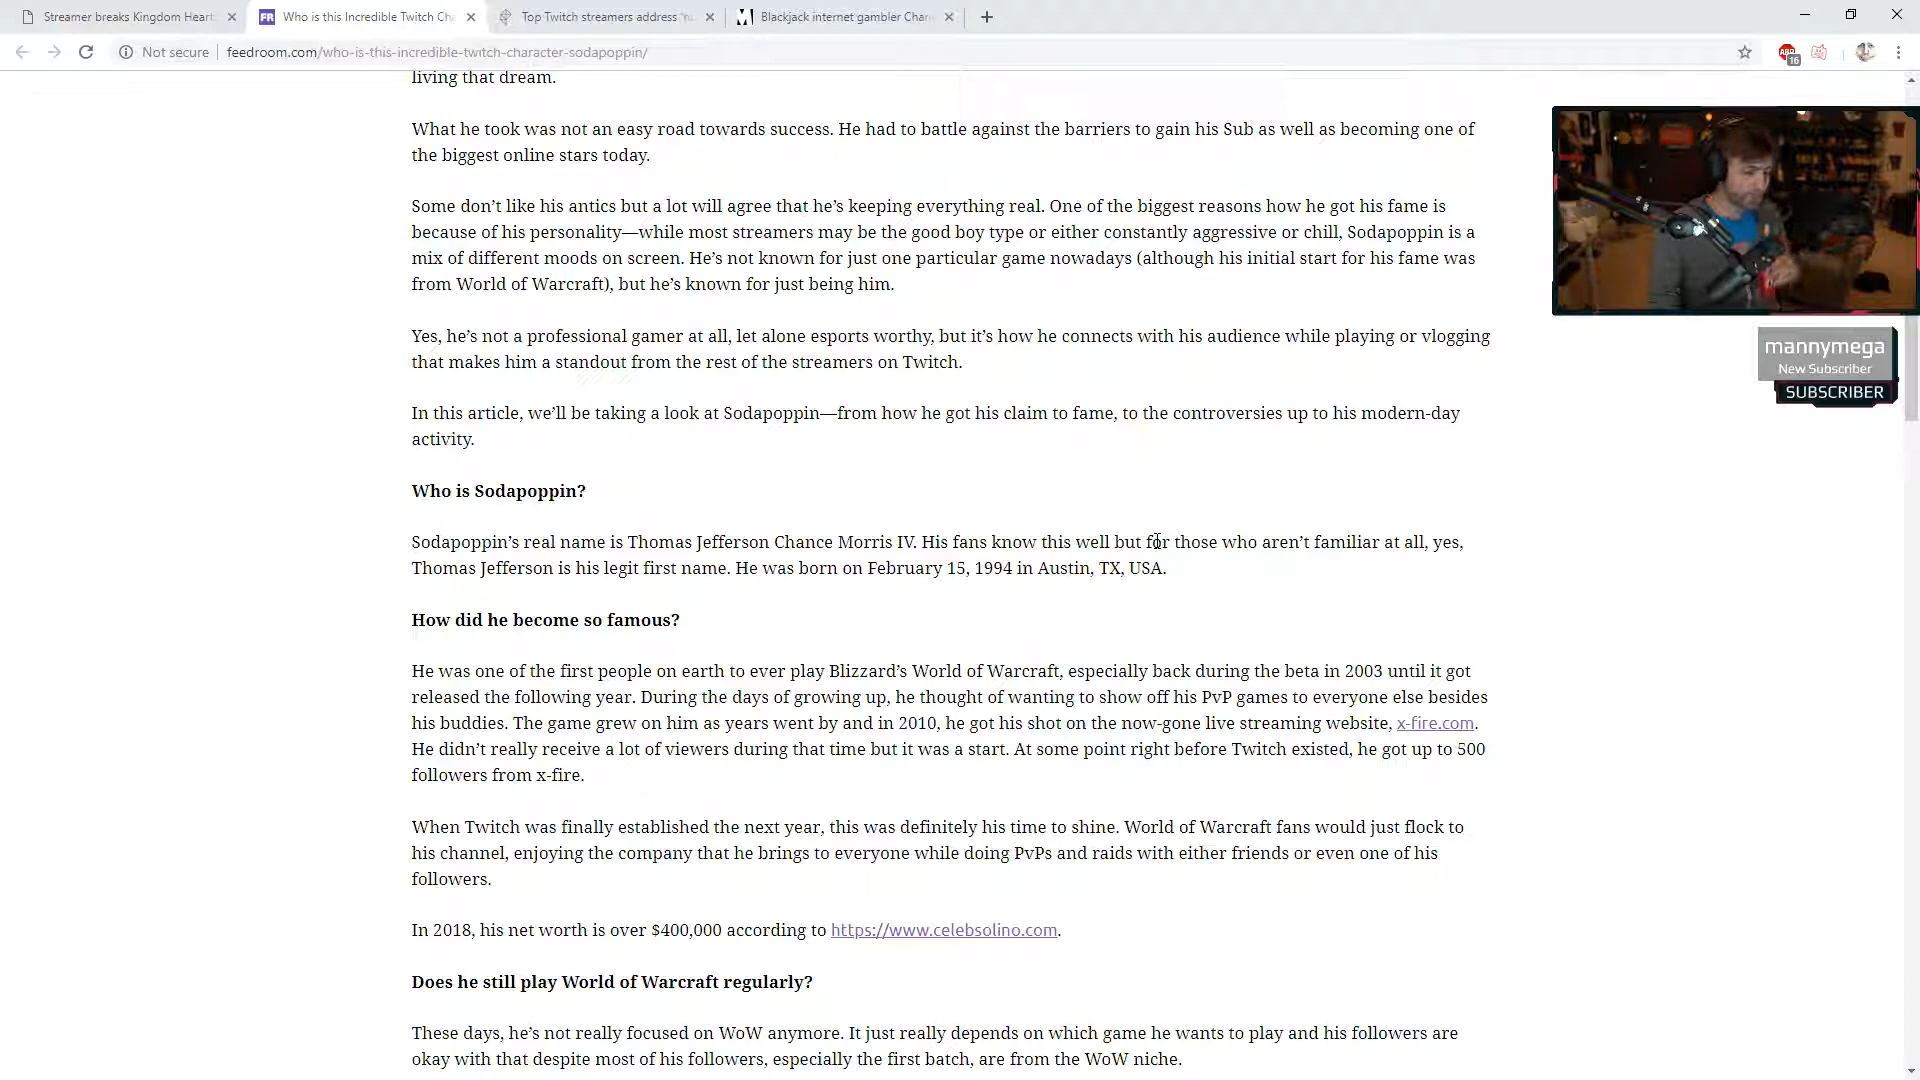 Streamer breaks Kingdom Heart
Who is this Incredible Twitch Cha
Top Twitch streamers address
Blackjack internet gambler Chan
Not secure
feedroom.com/who-is-this-incredible-twitch-character-sodapoppin/
16
living that dream.
What he took was not an easy road towards success. He had to battle against the barriers to gain his Sub as well as becoming one of
the biggest online stars today.
Some don’t like his antics but a lot will agree that he’s keeping everything real. One of the biggest reasons how he got his fame is
because of his personality—while most streamers may be the good boy type or either constantly aggressive or chill, Sodapoppin is a
mix of different moods on screen. He’s not known for just one particular game nowadays (although his initial start for his fame was
from World of Warcraft), but he’s known for just being him.
mannymega
New Subscriber
SUBSCRIBER
Yes, he’s not a professional gamer at all, let alone esports worthy, but it’s how he connects with his audience while playing or vlogging
that makes him a standout from the rest of the streamers on Twitch.
In this article, we’ll be taking a look at Sodapoppin—from how he got his claim to fame, to the controversies up to his modern-day
activity.
Who is Sodapoppin?
Sodapoppin’s real name is Thomas Jefferson Chance Morris IV. His fans know this well but for those who aren’t familiar at all, yes,
Thomas Jefferson is his legit first name. He was born on February 15, 1994 in Austin, TX, USA.
How did he become so famous?
He was one of the first people on earth to ever play Blizzard’s World of Warcraft, especially back during the beta in 2003 until it got
released the following year. During the days of growing up, he thought of wanting to show off his PvP games to everyone else besides
his buddies. The game grew on him as years went by and in 2010, he got his shot on the now-gone live streaming website, x-fire.com.
He didn’t really receive a lot of viewers during that time but it was a start. At some point right before Twitch existed, he got up to 500
followers from x-fire.
When Twitch was finally established the next year, this was definitely his time to shine. World of Warcraft fans would just flock to
his channel, enjoying the company that he brings to everyone while doing PvPs and raids with either friends or even one of his
followers.
In 2018, his net worth is over $400,000 according to https://www.celebsolino.com.
Does he still play World of Warcraft regularly?
These days, he’s not really focused on WoW anymore. It just really depends on which game he wants to play and his followers are
okay with that despite most of his followers, especially the first batch, are from the WoW niche.